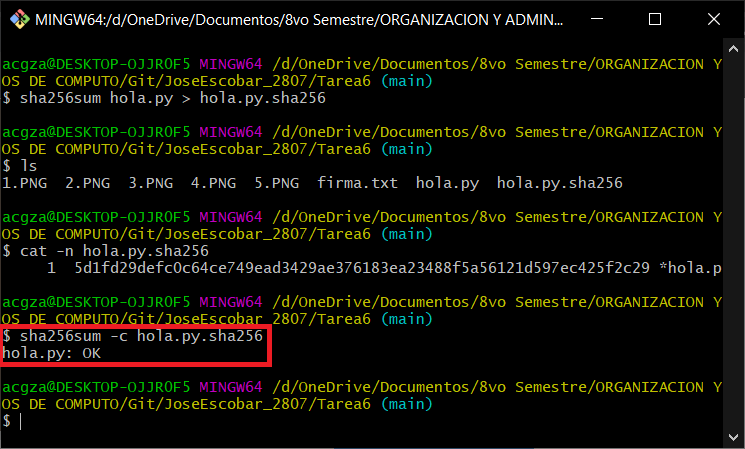 MINGW64:/d/OneDrive/Documentos/8vo Semestre/ORGANIZACION Y ADMIN...
acgza@DESKTOP-OJJR0F5 MINGW64 /d/OneDrive/Documentos/8vo Semestre/ORGANIZACION Y
OS DE COMPUTO/Git/JoseEscobar_2807/Tarea6 (main)
$ sha256sum hola.py > hola.py.sha256
acgza@DESKTOP-OJJR0F5 MINGW64 /d/OneDrive/Documentos/8vo Semestre/ORGANIZACION Y
OS DE COMPUTO/Git/JoseEscobar_2807/Tarea6 (main)
$ ls
1.PNG  2.PNG  3.PNG  4.PNG  5.PNG  firma.txt  hola.py  hola.py.sha256
acgza@DESKTOP-OJJR0F5 MINGW64 /d/OneDrive/Documentos/8vo Semestre/ORGANIZACION Y
OS DE COMPUTO/Git/JoseEscobar_2807/Tarea6 (main)
$ cat -n hola.py.sha256
1  5d1fd29defc0c64ce749ead3429ae376183ea23488f5a56121d597ec425f2c29 *hola.p
acgza@DESKTOP-OJJR0F5 MINGW64 /d/OneDrive/Documentos/8vo Semestre/ORGANIZACION Y
OS DE COMPUTO/Git/JoseEscobar_2807/Tarea6 (main)
$ sha256sum -c hola.py.sha256
hola.py: OK
acgza@DESKTOP-OJJR0F5 MINGW64 /d/OneDrive/Documentos/8vo Semestre/ORGANIZACION Y
OS DE COMPUTO/Git/JoseEscobar_2807/Tarea6 (main)
$